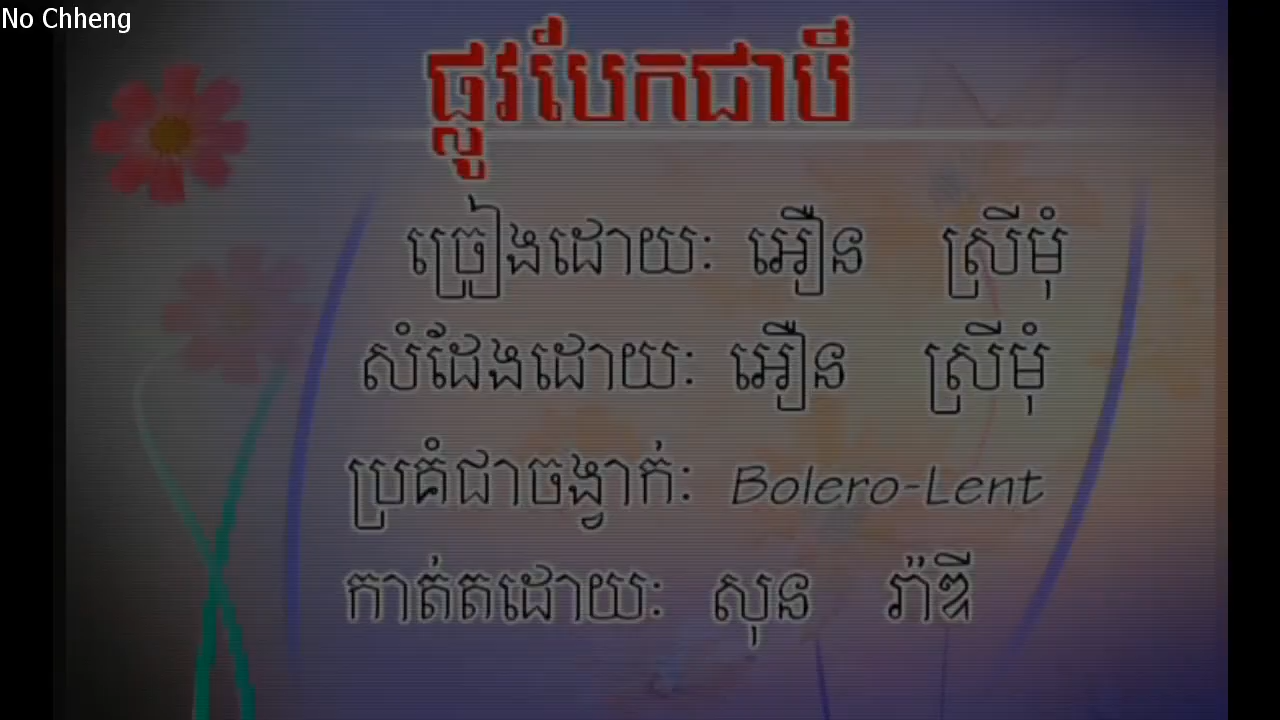 No Chheng
ផ្លូវបែកជាបី
ច្រៀងដោយៈ អឿន ស្រីមុំ
សំដែងដោយៈ អឿន ស្រីមុំ
ប្រគំជាចង្វាក់ៈ Bolero-Lent
កាត់តដោយៈ សុន រ៉ាឌី